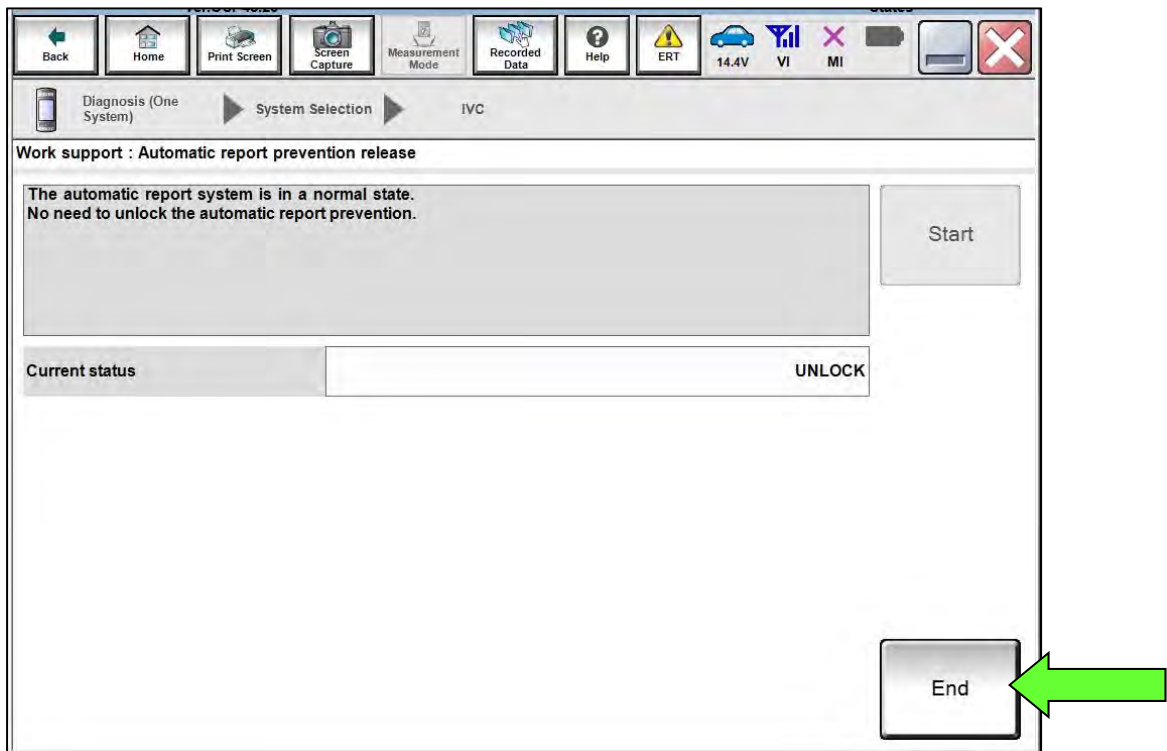 Back
Home
Print Screen
Screen
Capture
Measurement
Mode
Recorded
Data
Help
ERT
14.4V
VI
MI
Diagnosis (One
System)
System Selection
IVC
Work support : Automatic report prevention release
The automatic report system is in a normal state.
No need to unlock the automatic report prevention.
Start
Current status
UNLOCK
End